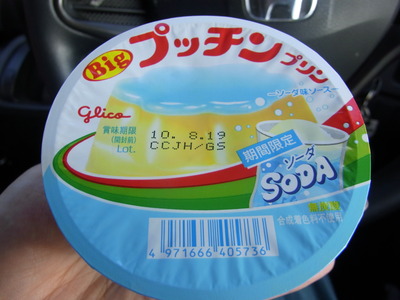 Big
プッチン
プリン
ソーダ味ソース
glico
賞味期限
(開封前)
Lot.
10. 8.19
CCJH/GS
期間限定
ソーダ
SODA
合成着色料不使用
4 971666 405736